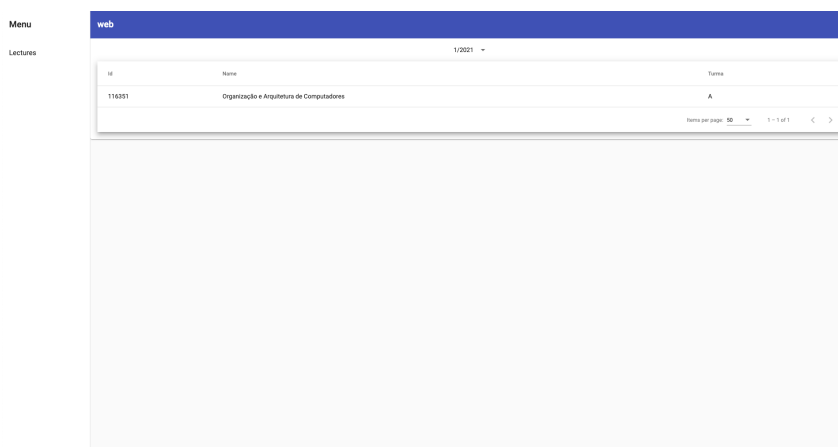 Menu
Lectures
web
1/2021
Id Name Turma
116351 Organização e Arquitetura de Computadores A
Items per page: 50 1 – 1 of 1